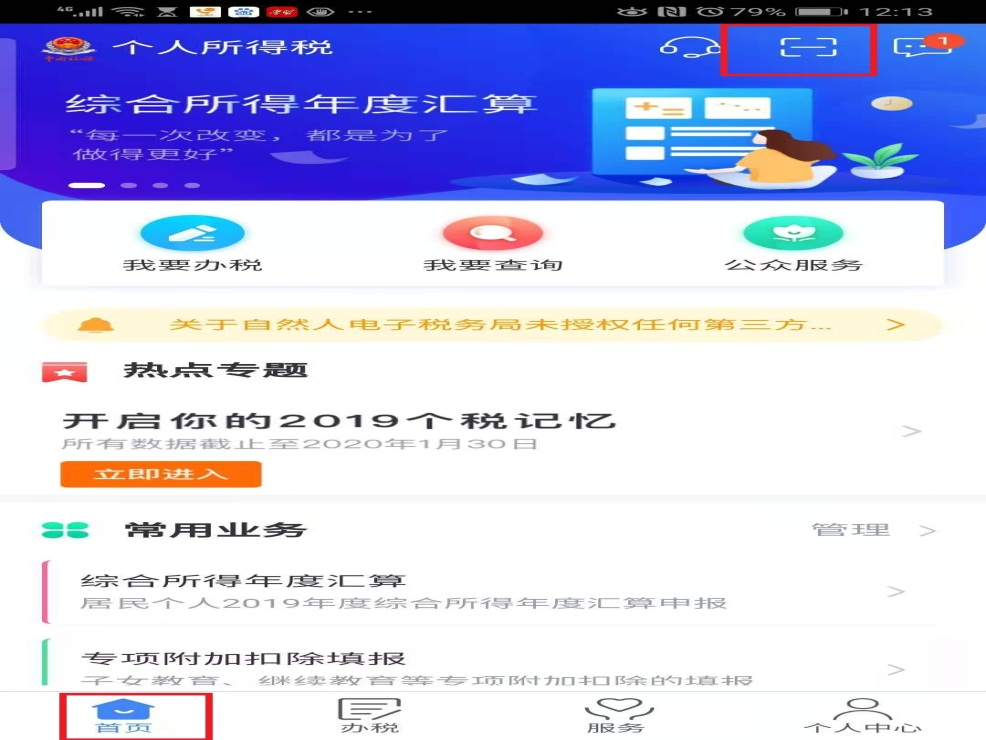 4G 79% 12:13
个人所得税 1
综合所得年度汇算
“每一次改变，都是为了
做得更好”
我要办税 我要查询 公众服务
关于自然人电子税务局未授权任何第三方...
热点专题
开启你的2019个税记忆
所有数据截止至2020年1月30日
立即进入
常用业务 管理
综合所得年度汇算
居民个人2019年度综合所得年度汇算申报
专项附加扣除填报
子女教育、继续教育等专项附加扣除的填报
首页 办税 服务 个人中心